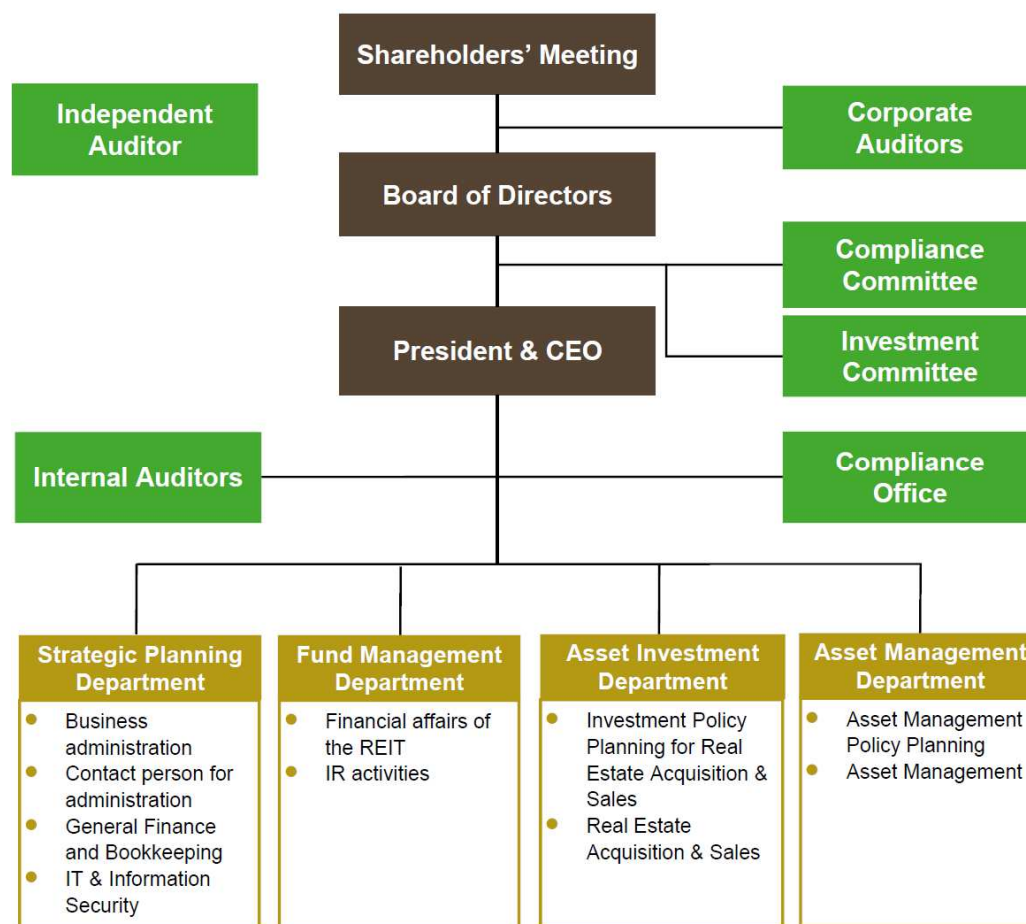 Shareholders’ Meeting
Independent
Auditor
Corporate
Auditors
Board of Directors
Compliance
Committee
President & CEO
Investment
Committee
Internal Auditors
Compliance
Office
Strategic Planning
Department
Business
administration
Contact person for
administration
General Finance
and Bookkeeping
IT & Information
Security
Fund Management
Department
Financial affairs of
the REIT
IR activities
Asset Investment
Department
Investment Policy
Planning for Real
Estate Acquisition &
Sales
Real Estate
Acquisition & Sales
Asset Management
Department
Asset Management
Policy Planning
Asset Management